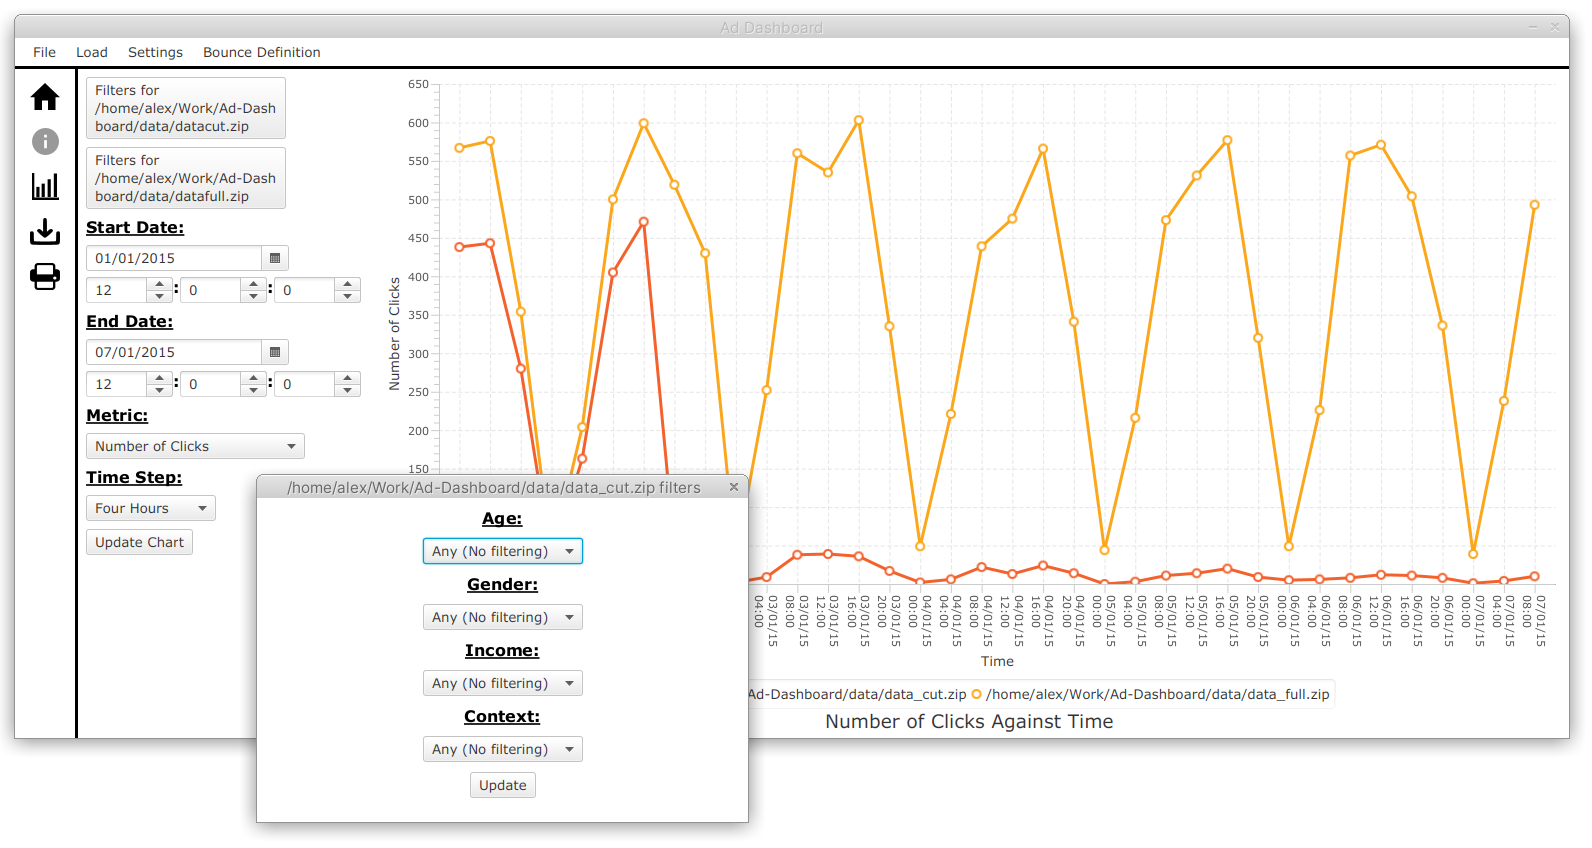 Ad Dashboard
File Load Settings Bounce Definition
Filters for
/home/alex/Work/Ad-Dash
board/data/datacut.zip
Filters for
/home/alex/Work/Ad-Dash
board/data/datafull.zip
Start Date:
01/01/2015
12 : 0 : 0
End Date:
07/01/2015
12 : 0 : 0
Metric:
Number of Clicks
Time Step:
Four Hours
Update Chart
650
600
550
500
450
400
350
300
250
200
150
Number of Clicks
03/01/15 04:00
03/01/15 08:00
03/01/15 12:00
03/01/15 16:00
03/01/15 20:00
04/01/15 00:00
04/01/15 04:00
04/01/15 08:00
04/01/15 12:00
04/01/15 16:00
04/01/15 20:00
05/01/15 00:00
05/01/15 04:00
05/01/15 08:00
05/01/15 12:00
05/01/15 16:00
05/01/15 20:00
06/01/15 00:00
06/01/15 04:00
06/01/15 08:00
06/01/15 12:00
06/01/15 16:00
06/01/15 20:00
07/01/15 00:00
07/01/15 04:00
07/01/15 08:00
Time
Ad-Dashboard/data/data_cut.zip /home/alex/Work/Ad-Dashboard/data/data_full.zip
Number of Clicks Against Time
/home/alex/Work/Ad-Dashboard/data/data_cut.zip filters
Age:
Any (No filtering)
Gender:
Any (No filtering)
Income:
Any (No filtering)
Context:
Any (No filtering)
Update